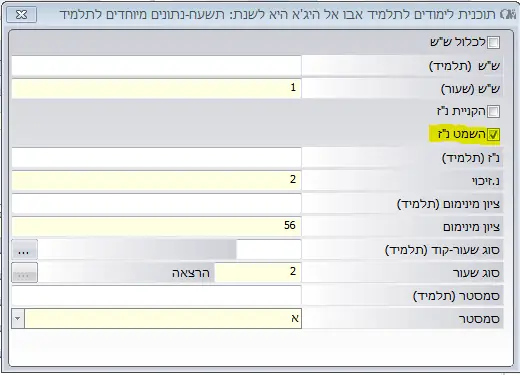 תוכנית לימודים לתלמיד אבו אל היג'א היא לשנת: תשעח-נתונים מיוחדים לתלמיד
לכלול ש"ש
ש"ש (תלמיד)
ש"ש (שעור) 1
הקניית נ"ז
השמט נ"ז
נ"ז (תלמיד)
נ.זיכוי 2
ציון מינימום (תלמיד)
ציון מינימום 56
סוג שעור-קוד (תלמיד) ...
סוג שעור 2 הרצאה ...
סמסטר (תלמיד)
סמסטר א